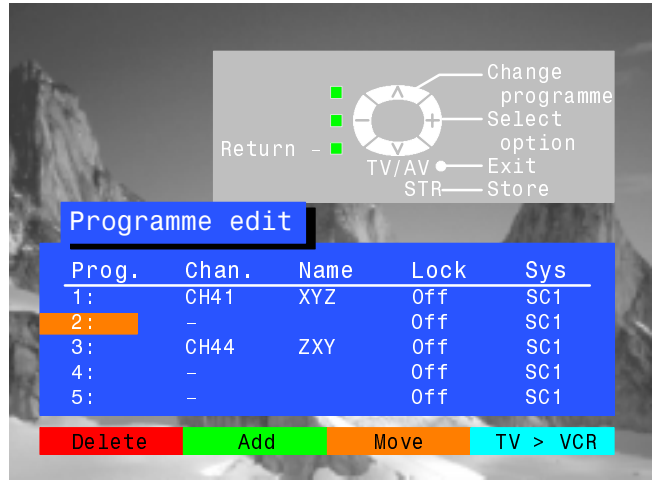 Change
programme
Select
option
Return –
TV/AV
Exit
STR
Store
Programme edit
Prog. Chan. Name Lock Sys
1: CH41 XYZ Off SC1
2: – Off SC1
3: CH44 ZXY Off SC1
4: – Off SC1
5: – Off SC1
Delete Add Move TV > VCR